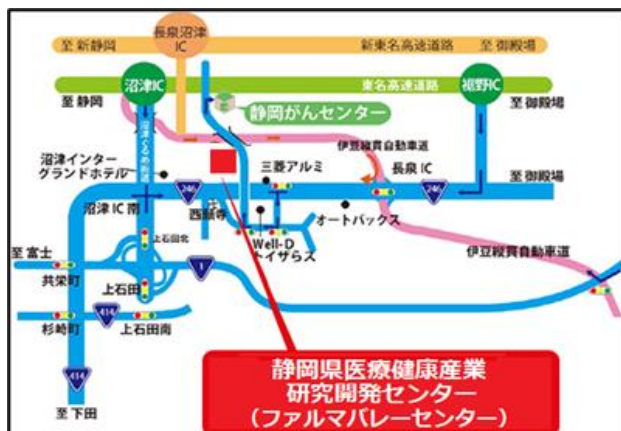 長泉沼津
IC
至 新静岡
新東名高速道路
至 御殿場
沼津IC
東名高速道路
裾野IC
至 静岡
至 御殿場
静岡がんセンター
沼津ぐるめ街道
沼津インター
グランドホテル
三菱アルミ
伊豆縦貫自動車道
長泉 IC
至 御殿場
246
246
沼津 IC 南
西願寺
オートバックス
上石田北
Well-D
トイザらス
伊豆縦貫自動車道
至 富士
共栄町
上石田
1
414
杉崎町
上石田南
414
至 下田
静岡県医療健康産業
研究開発センター
（ファルマバレーセンター）